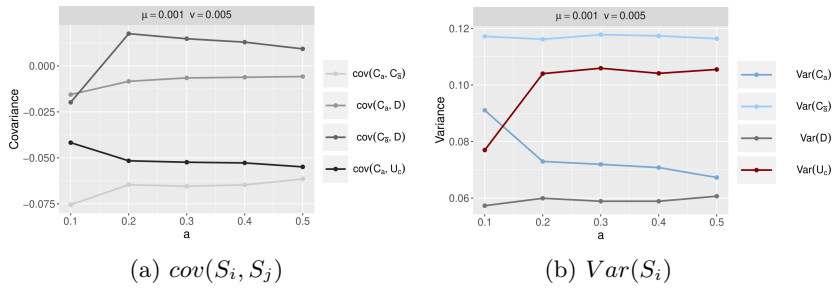 μ = 0.001 v = 0.005
Covariance
0.000
−0.025
−0.050
−0.075
0.1 0.2 0.3 0.4 0.5
a
cov(Cₐ, C_a̅)
cov(Cₐ, D)
cov(C_a̅, D)
cov(Cₐ, U_c)
(a) cov(Sᵢ, Sⱼ)
μ = 0.001 v = 0.005
Variance
0.12
0.10
0.08
0.06
0.1 0.2 0.3 0.4 0.5
a
Var(Cₐ)
Var(C_a̅)
Var(D)
Var(U_c)
(b) Var(Sᵢ)